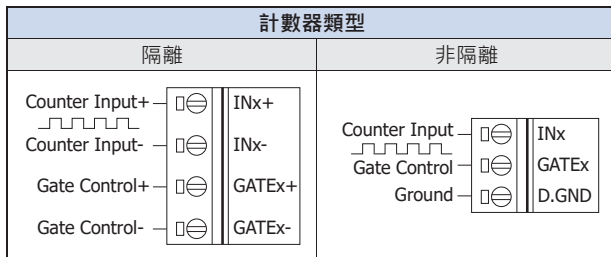 計數器類型
隔離
非隔離
Counter Input+ INx+
Counter Input- INx-
Gate Control+ GATEx+
Gate Control- GATEx-
Counter Input INx
Gate Control GATEx
Ground D.GND